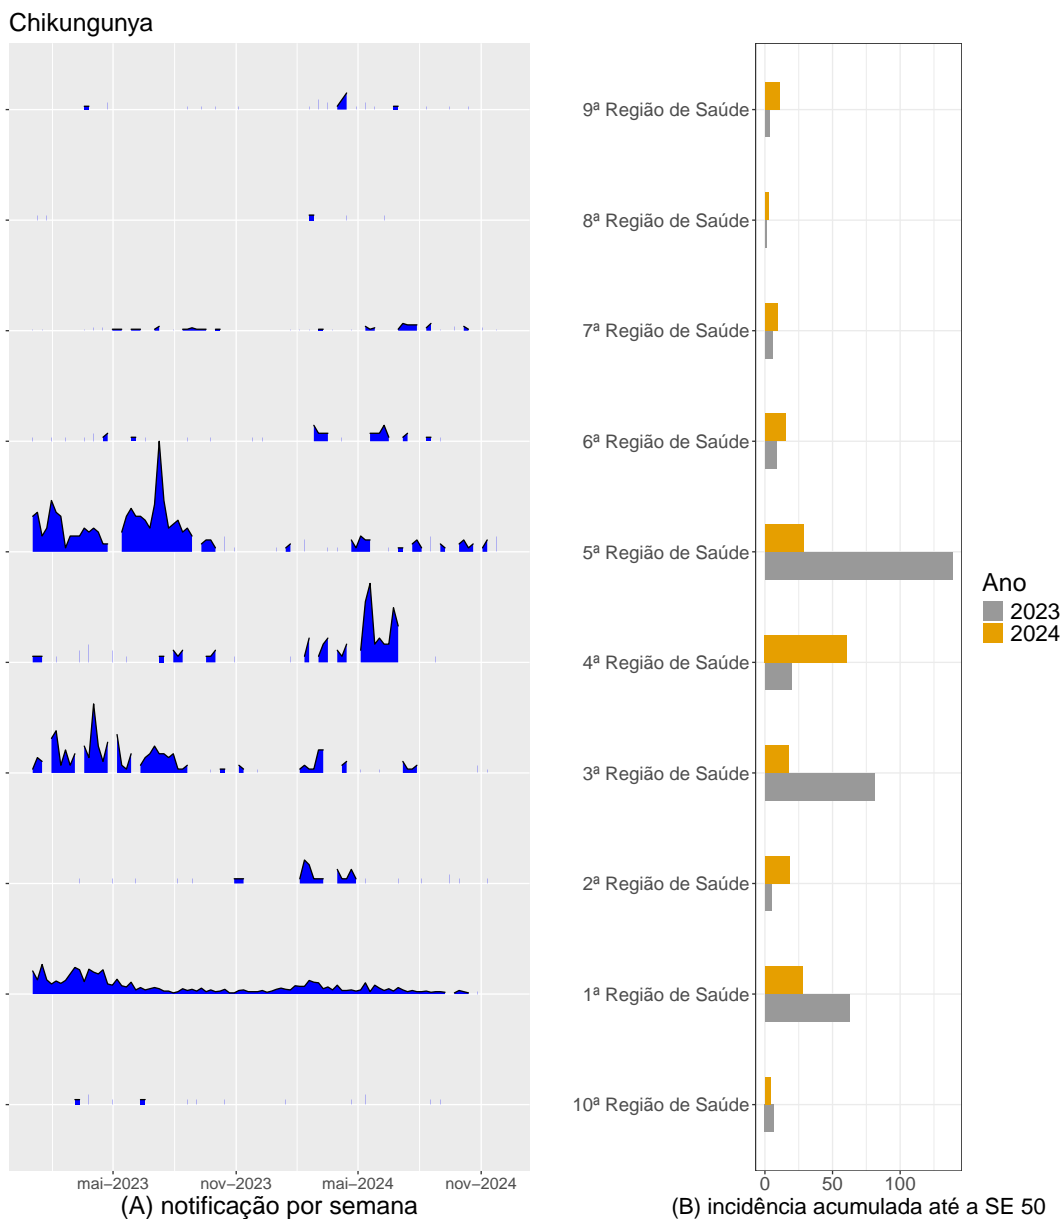 Chikungunya
9ª Região de Saúde
8ª Região de Saúde
7ª Região de Saúde
6ª Região de Saúde
5ª Região de Saúde
4ª Região de Saúde
3ª Região de Saúde
2ª Região de Saúde
1ª Região de Saúde
10ª Região de Saúde
mai−2023 nov−2023 mai−2024 nov−2024
(A) notificação por semana
0 50 100
(B) incidência acumulada até a SE 50
Ano
2023
2024